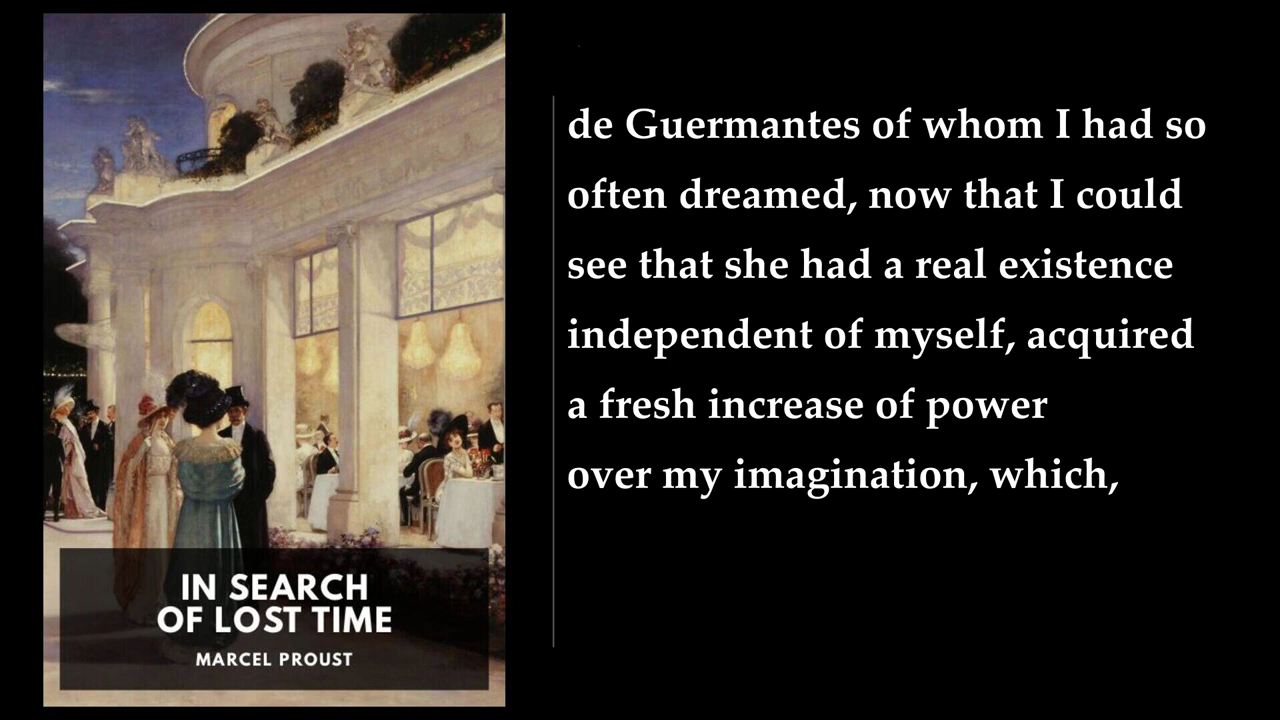 IN SEARCH
OF LOST TIME
MARCEL PROUST
de Guermantes of whom I had so
often dreamed, now that I could
see that she had a real existence
independent of myself, acquired
a fresh increase of power
over my imagination, which,